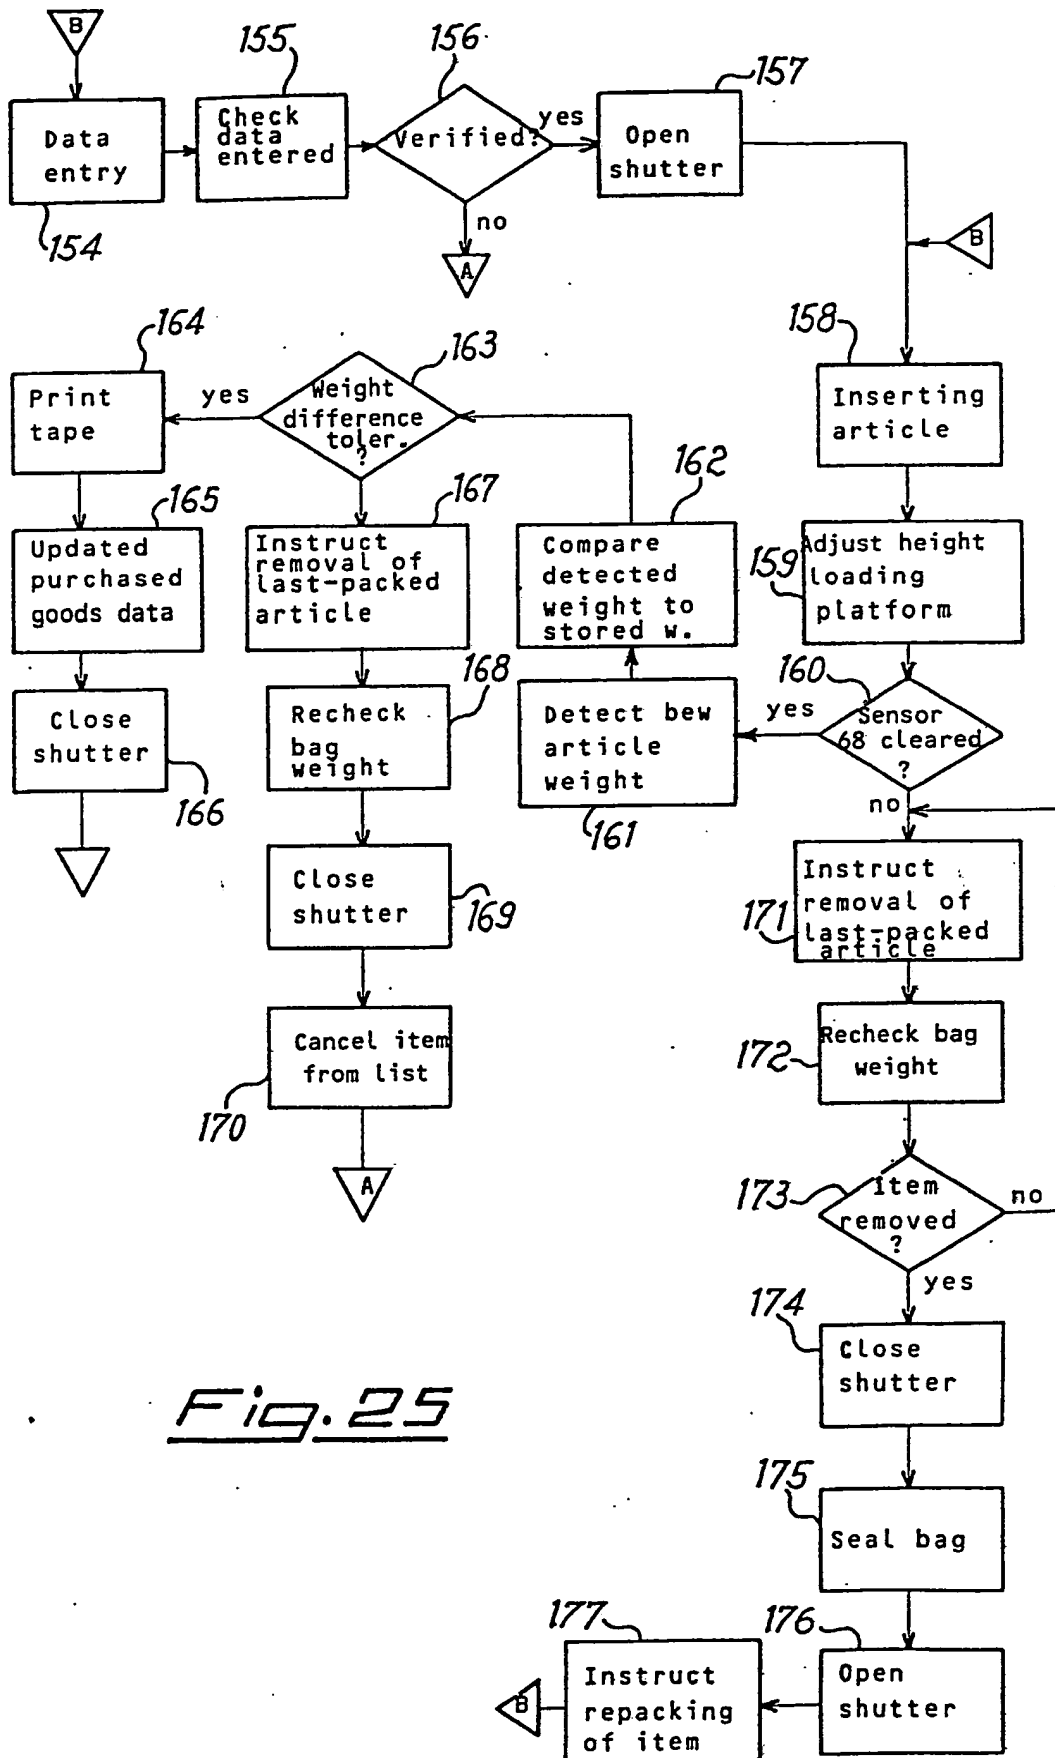 B
155
156
157
Data
entry
Check
data
entered
Verified?
yes
Open
shutter
154
no
A
B
164
163
158
Print
tape
yes
Weight
difference
toler.
?
Inserting
article
162
165
167
Updated
purchased
goods data
Instruct
removal of
last-packed
article
Compare
detected
weight to
stored w.
159
Adjust height
loading
platform
168
160
Close
shutter
Recheck
bag
weight
Detect bew
article
weight
yes
Sensor
68 cleared
?
166
161
no
Close
shutter
169
171
Instruct
removal of
last-packed
article
Cancel item
from list
170
172
Recheck bag
weight
A
173
Item
removed
?
no
yes
174
Close
shutter
Fig. 25
175
Seal bag
177
176
B
Instruct
repacking
of item
Open
shutter